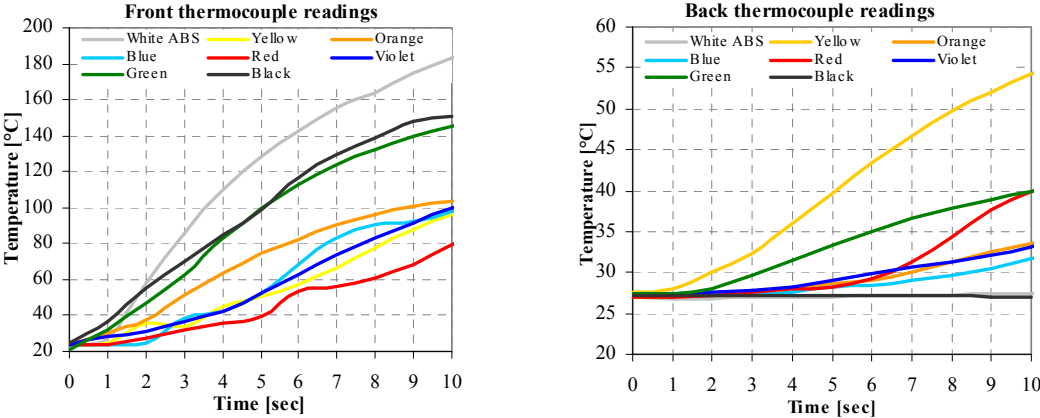 Front thermocouple readings
200
180
160
140
120
100
80
60
40
20
Temperature [°C]
White ABS Yellow Orange
Blue Red Violet
Green Black
0 1 2 3 4 5 6 7 8 9 10
Time [sec]
Back thermocouple readings
60
55
50
45
40
35
30
25
20
Temperature [°C]
White ABS Yellow Orange
Blue Red Violet
Green Black
0 1 2 3 4 5 6 7 8 9 10
Time [sec]